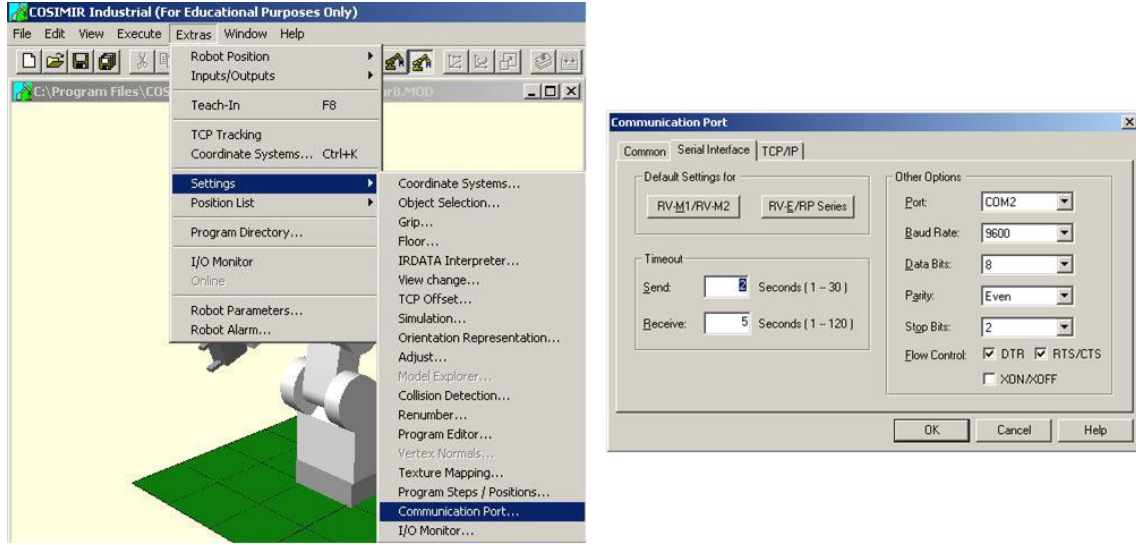 COSIMIR Industrial (For Educational Purposes Only)
File Edit View Execute Extras Window Help
C:\Program Files\COS
r8.MOD
Robot Position
Inputs/Outputs
Teach-In F8
TCP Tracking
Coordinate Systems... Ctrl+K
Settings
Position List
Program Directory...
I/O Monitor
Online
Robot Parameters...
Robot Alarm...
Coordinate Systems...
Object Selection...
Grip...
Floor...
IRDATA Interpreter...
View change...
TCP Offset...
Simulation...
Orientation Representation...
Adjust...
Model Explorer...
Collision Detection...
Renumber...
Program Editor...
Vertex Normals...
Texture Mapping...
Program Steps / Positions...
Communication Port...
I/O Monitor...
Communication Port
Common Serial Interface TCP/IP
Default Settings for
RV-M1/RV-M2 RV-E/RP Series
Timeout
Send: 2 Seconds ( 1 -- 30 )
Receive: 5 Seconds ( 1 -- 120 )
Other Options
Port: COM2
Baud Rate: 9600
Data Bits: 8
Parity: Even
Stop Bits: 2
Flow Control: DTR RTS/CTS
XON/XOFF
OK Cancel Help